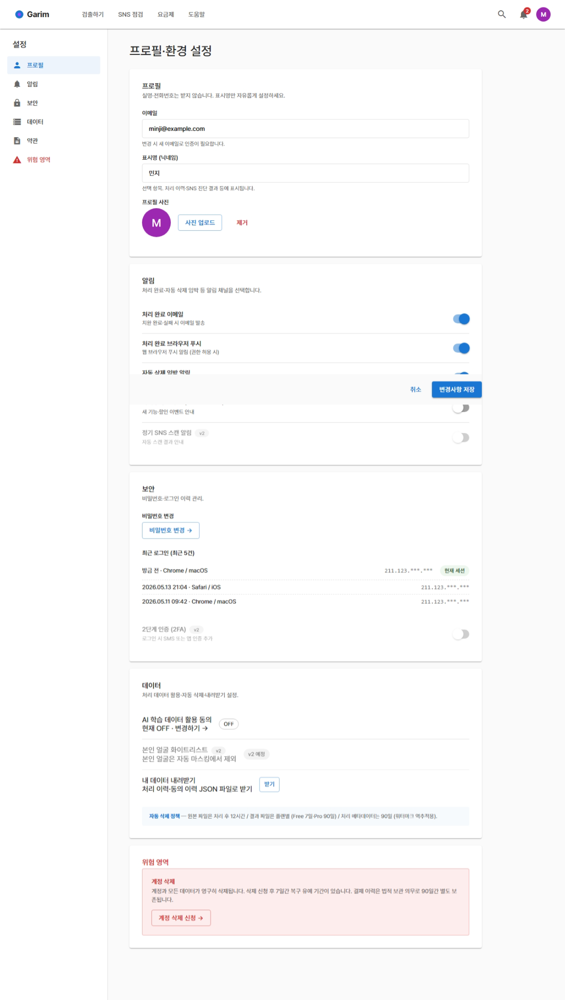 Garim
검출하기 SNS 점검 요금제 도움말
2
M
설정
프로필
알림
보안
데이터
약관
위험 영역
프로필·환경 설정
프로필
실명·전화번호는 받지 않습니다. 표시명만 자유롭게 설정하세요.
이메일
minji@example.com
변경 시 새 이메일로 인증이 필요합니다.
표시명 (닉네임)
민지
선택 항목. 처리 이력·SNS 진단 결과 등에 표시됩니다.
프로필 사진
M
사진 업로드
제거
알림
처리 완료·자동 삭제 임박 등 알림 채널을 선택합니다.
처리 완료 이메일
치환 완료·실패 시 이메일 발송
처리 완료 브라우저 푸시
웹 브라우저 푸시 알림 (권한 허용 시)
자동 삭제 임박 알림
취소
변경사항 저장
새 기능·할인 이벤트 안내
정기 SNS 스캔 알림 v2
자동 스캔 결과 안내
보안
비밀번호·로그인 이력 관리.
비밀번호 변경
비밀번호 변경 →
최근 로그인 (최근 5건)
방금 전 · Chrome / macOS 211.123.***.*** 현재 세션
2026.05.13 21:04 · Safari / iOS 211.123.***.***
2026.05.11 09:42 · Chrome / macOS 211.123.***.***
2단계 인증 (2FA) v2
로그인 시 SMS 또는 앱 인증 추가
데이터
처리 데이터 활용·자동 삭제·내려받기 설정.
AI 학습 데이터 활용 동의
현재 OFF · 변경하기 →
OFF
본인 얼굴 화이트리스트 v2
본인 얼굴은 자동 마스킹에서 제외
v2 예정
내 데이터 내려받기
처리 이력·동의 이력 JSON 파일로 받기
받기
자동 삭제 정책 — 원본 파일은 처리 후 12시간 / 결과 파일은 플랜별 (Free 7일·Pro 90일) / 처리 메타데이터는 90일 (워터마크 역추적용).
위험 영역
계정 삭제
계정과 모든 데이터가 영구히 삭제됩니다. 삭제 신청 후 7일간 복구 유예 기간이 있습니다. 결제 이력은 법적 보관 의무로 90일간 별도 보
존됩니다.
계정 삭제 신청 →